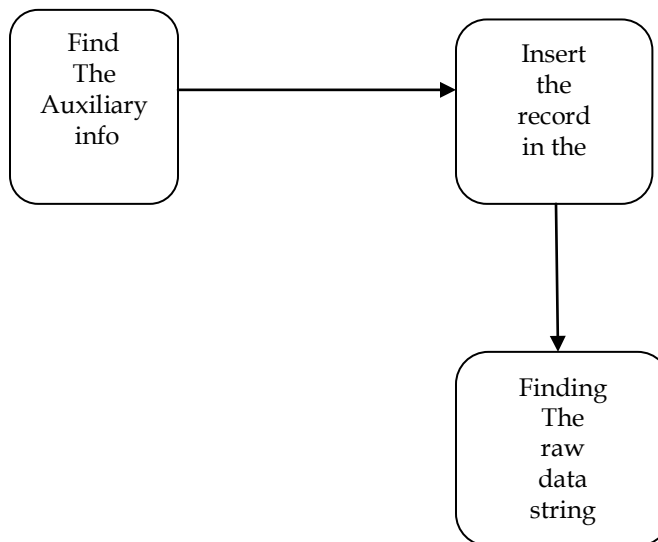 Find
The
Auxiliary
info
Insert
the
record
in the
Finding
The
raw
data
string